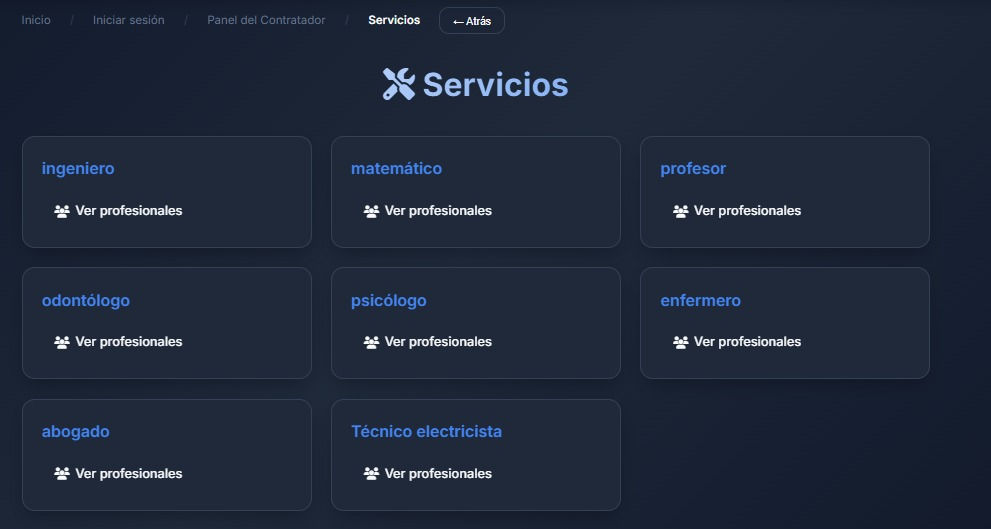 Inicio / Iniciar sesión / Panel del Contratador / Servicios ← Atrás
Servicios
ingeniero
Ver profesionales
matemático
Ver profesionales
profesor
Ver profesionales
odontólogo
Ver profesionales
psicólogo
Ver profesionales
enfermero
Ver profesionales
abogado
Ver profesionales
Técnico electricista
Ver profesionales